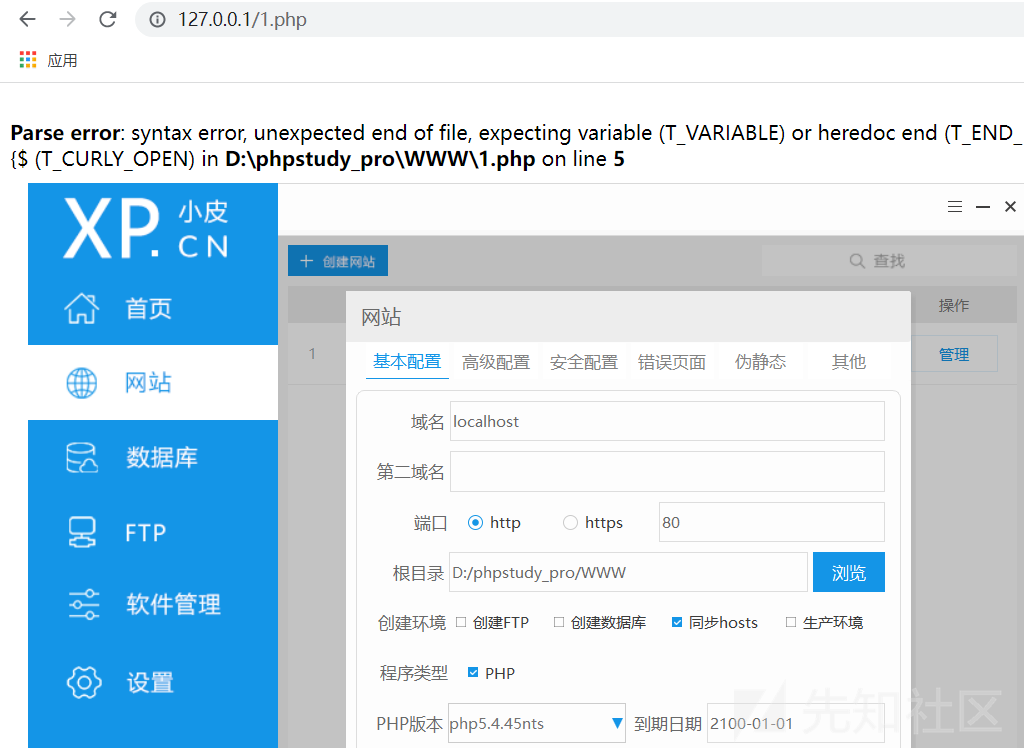 127.0.0.1/1.php
应用
Parse error: syntax error, unexpected end of file, expecting variable (T_VARIABLE) or heredoc end (T_END_
{$ (T_CURLY_OPEN) in D:\phpstudy_pro\WWW\1.php on line 5
XP. 小皮
CN
+ 创建网站
查找
首页
网站
操作
1
管理
基本配置 高级配置 安全配置 错误页面 伪静态 其他
网站
域名 localhost
第二域名
数据库
端口 http https 80
FTP
根目录 D:/phpstudy_pro/WWW 浏览
软件管理
创建环境 创建FTP 创建数据库 同步hosts 生产环境
程序类型 PHP
设置
PHP版本 php5.4.45nts 到期日期 2100-01-01
先知社区